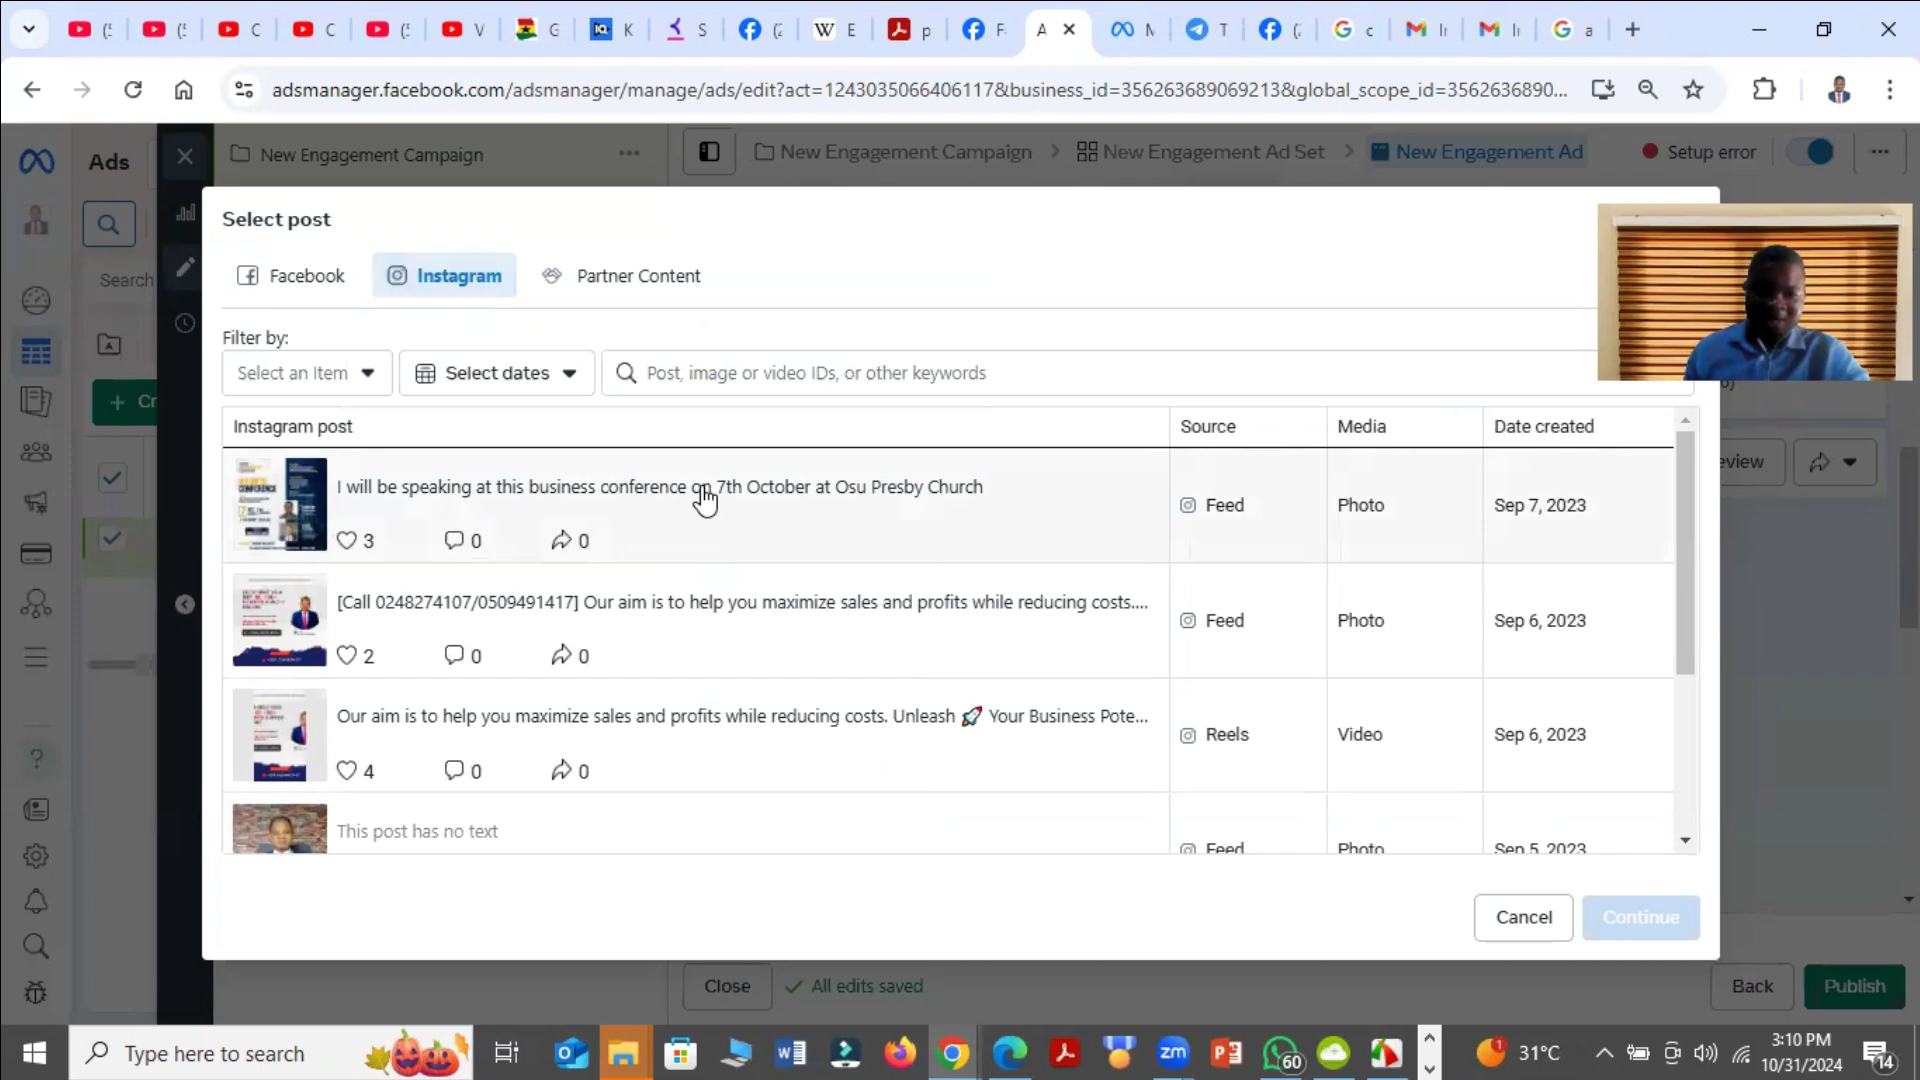 C
C
V
G
K
S
W E
p
F
A
M
T
c
a
adsmanager.facebook.com/adsmanager/manage/ads/edit?act=1243035066406117&business_id=356263689069213&global_scope_id=3562636890...
Ads
New Engagement Campaign
New Engagement Campaign > New Engagement Ad Set > New Engagement Ad
Setup error
Select post
Facebook
Instagram
Partner Content
Search
Filter by:
Select an Item
Select dates
Post, image or video IDs, or other keywords
+ Cr
Instagram post
Source
Media
Date created
I will be speaking at this business conference on 7th October at Osu Presby Church
3
0
0
Feed
Photo
Sep 7, 2023
eview
[Call 0248274107/0509491417] Our aim is to help you maximize sales and profits while reducing costs....
2
0
0
Feed
Photo
Sep 6, 2023
Our aim is to help you maximize sales and profits while reducing costs. Unleash 🚀 Your Business Pote...
4
0
0
Reels
Video
Sep 6, 2023
This post has no text
Feed
Photo
Sep 5, 2023
Cancel
Continue
Close
All edits saved
Back
Publish
Type here to search
zm
60
31°C
3:10 PM
10/31/2024
14